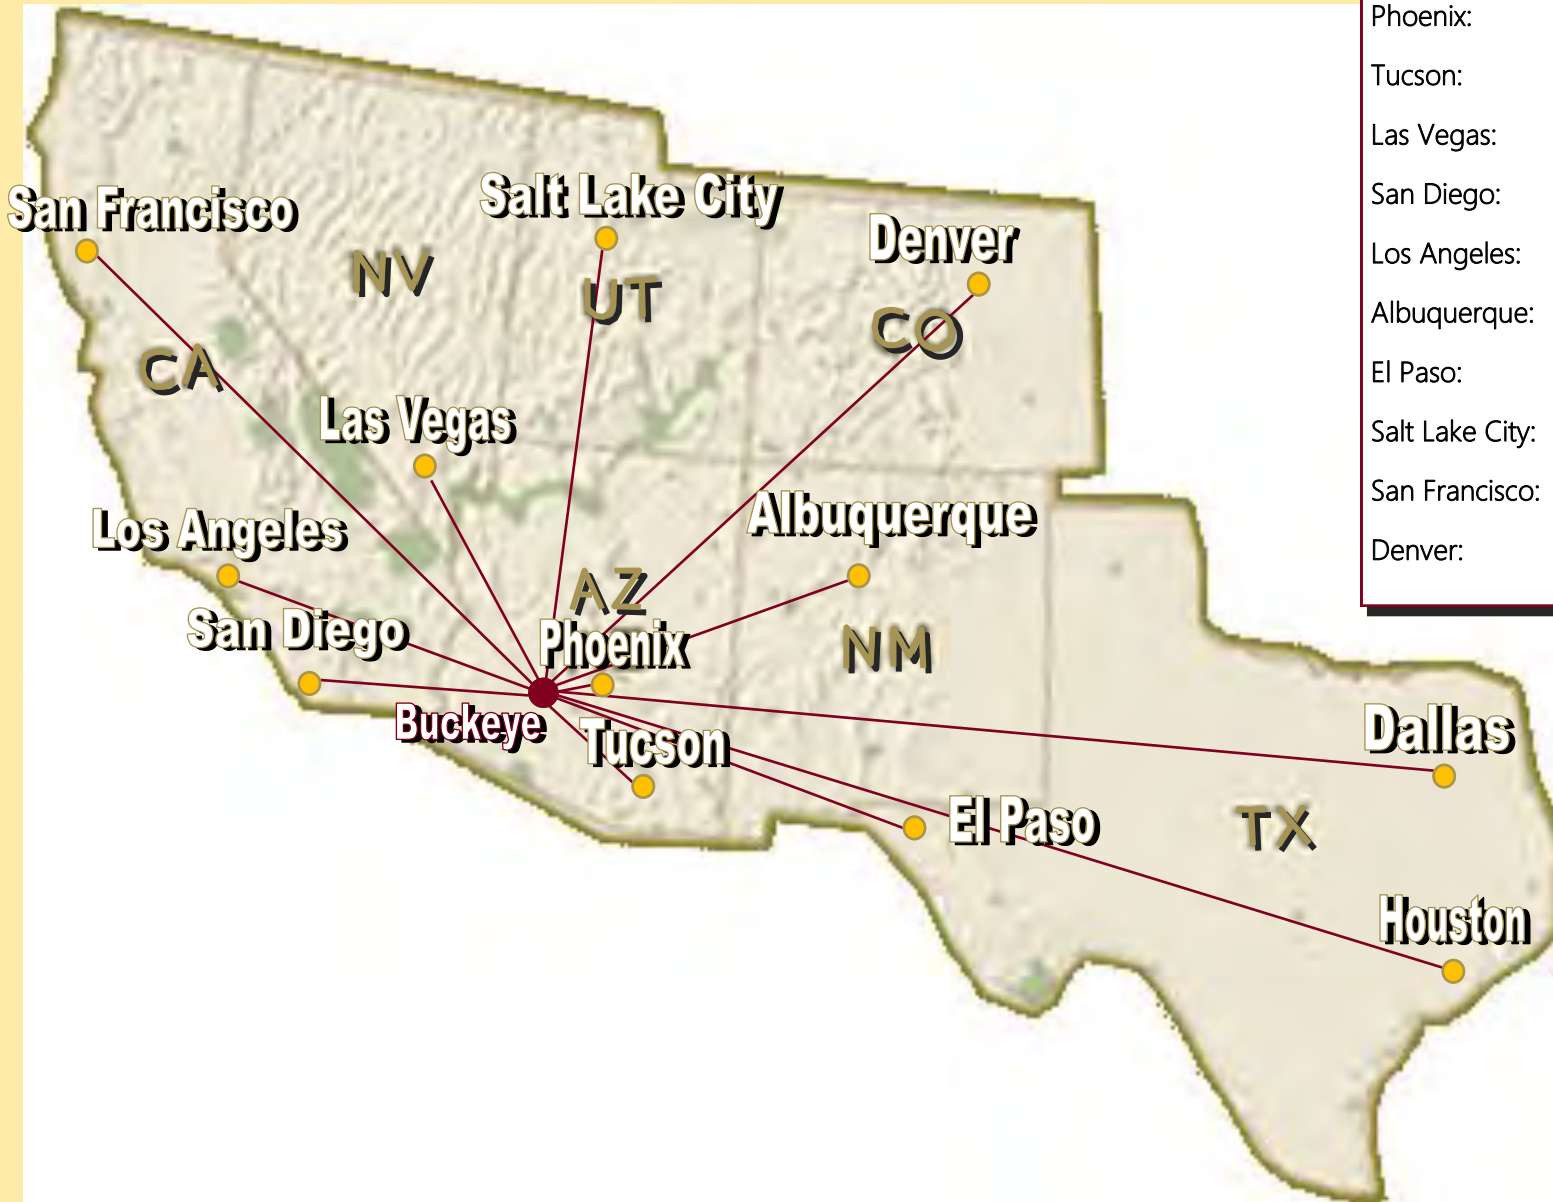 San Francisco
Salt Lake City
Denver
NV
UT
CO
CA
Las Vegas
Los Angeles
Albuquerque
AZ
San Diego
Phoenix
NM
Buckeye
Tucson
Dallas
El Paso
TX
Houston
Phoenix:
Tucson:
Las Vegas:
San Diego:
Los Angeles:
Albuquerque:
El Paso:
Salt Lake City:
San Francisco:
Denver: